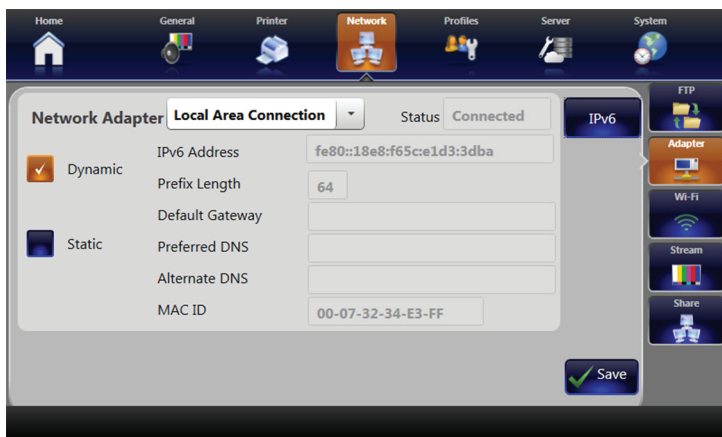 Home General Printer Network Profiles Server System
FTP
Network Adapter Local Area Connection Status Connected IPv6
Adapter
Dynamic
IPv6 Address fe80::18e8:f65c:e1d3:3dba
Prefix Length 64
Wi-Fi
Default Gateway
Static
Preferred DNS
Stream
Alternate DNS
MAC ID 00-07-32-34-E3-FF
Share
Save